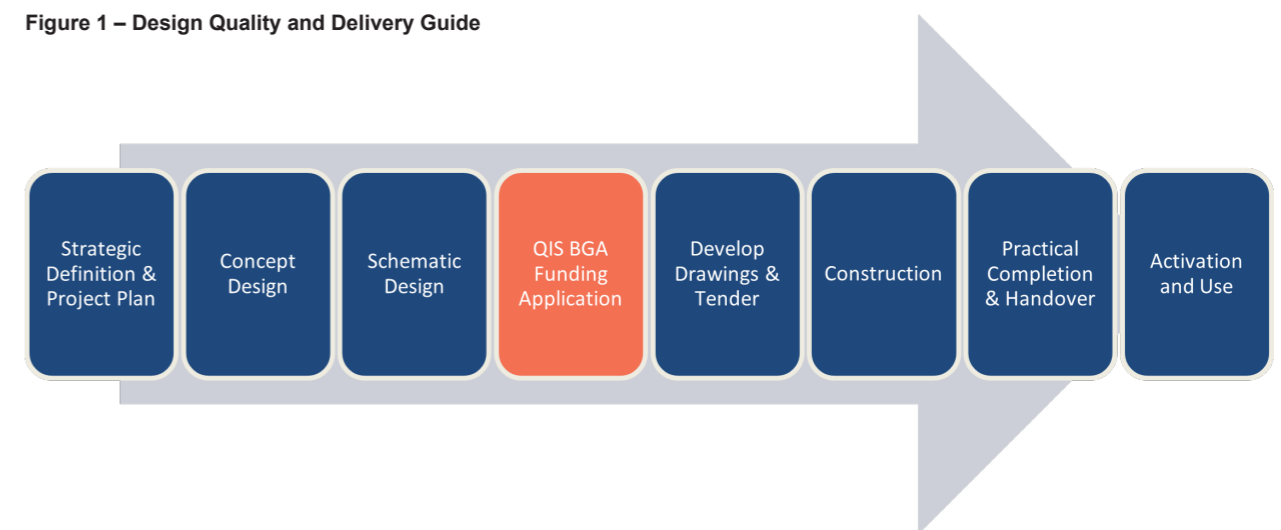 Figure 1 – Design Quality and Delivery Guide
Strategic
Definition &
Project Plan
Concept
Design
Schematic
Design
QIS BGA
Funding
Application
Develop
Drawings &
Tender
Construction
Practical
Completion
& Handover
Activation
and Use